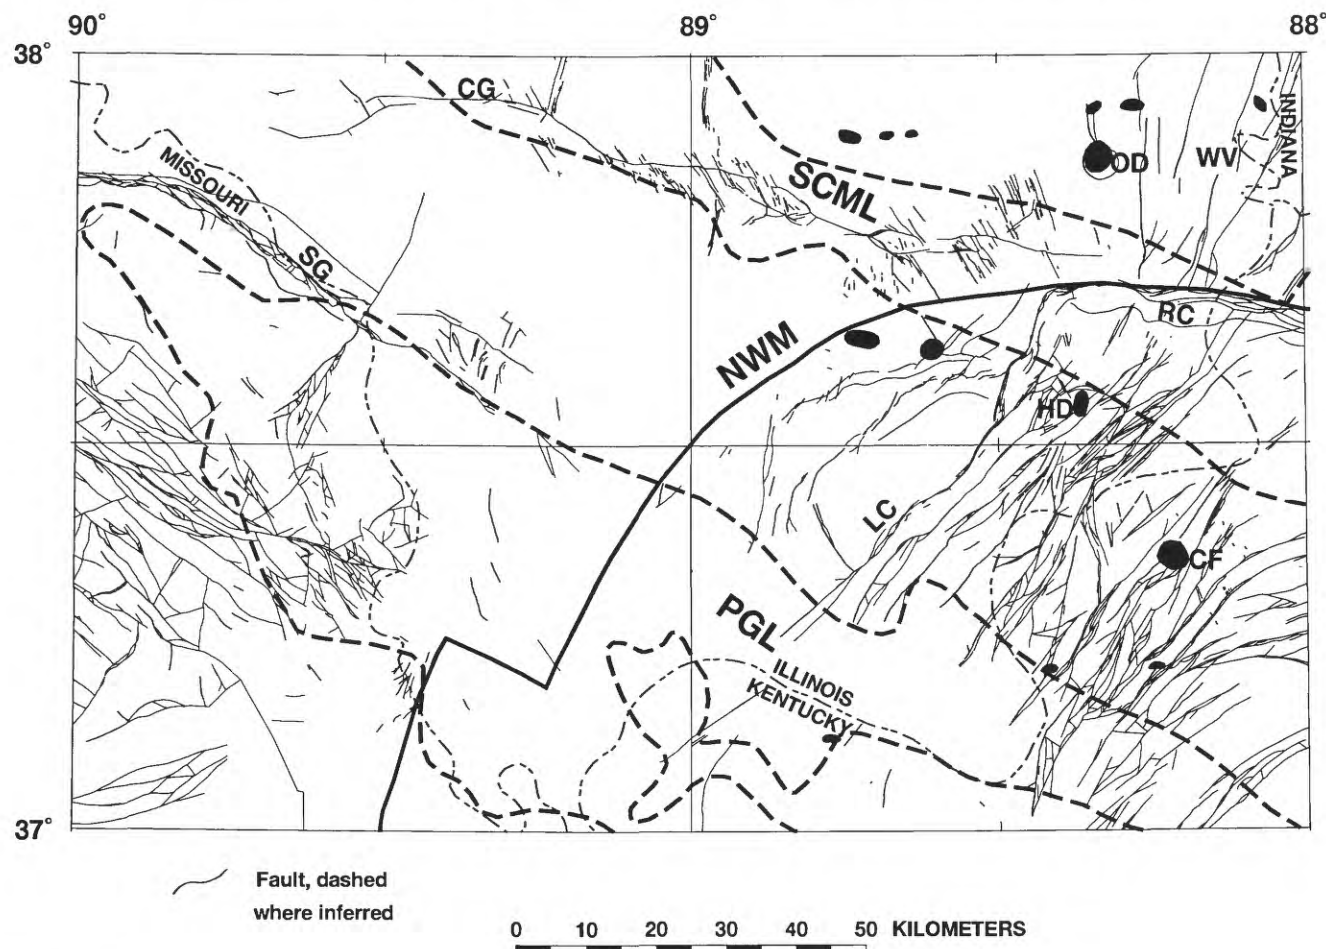 90°
89°
88°
38°
CG
INDIANA
OD
WV
MISSOURI
SCML
SG
RC
NWM
HD
LC
CF
PGL
ILLINOIS
KENTUCKY
37°
Fault, dashed
where inferred
0 10 20 30 40 50 KILOMETERS